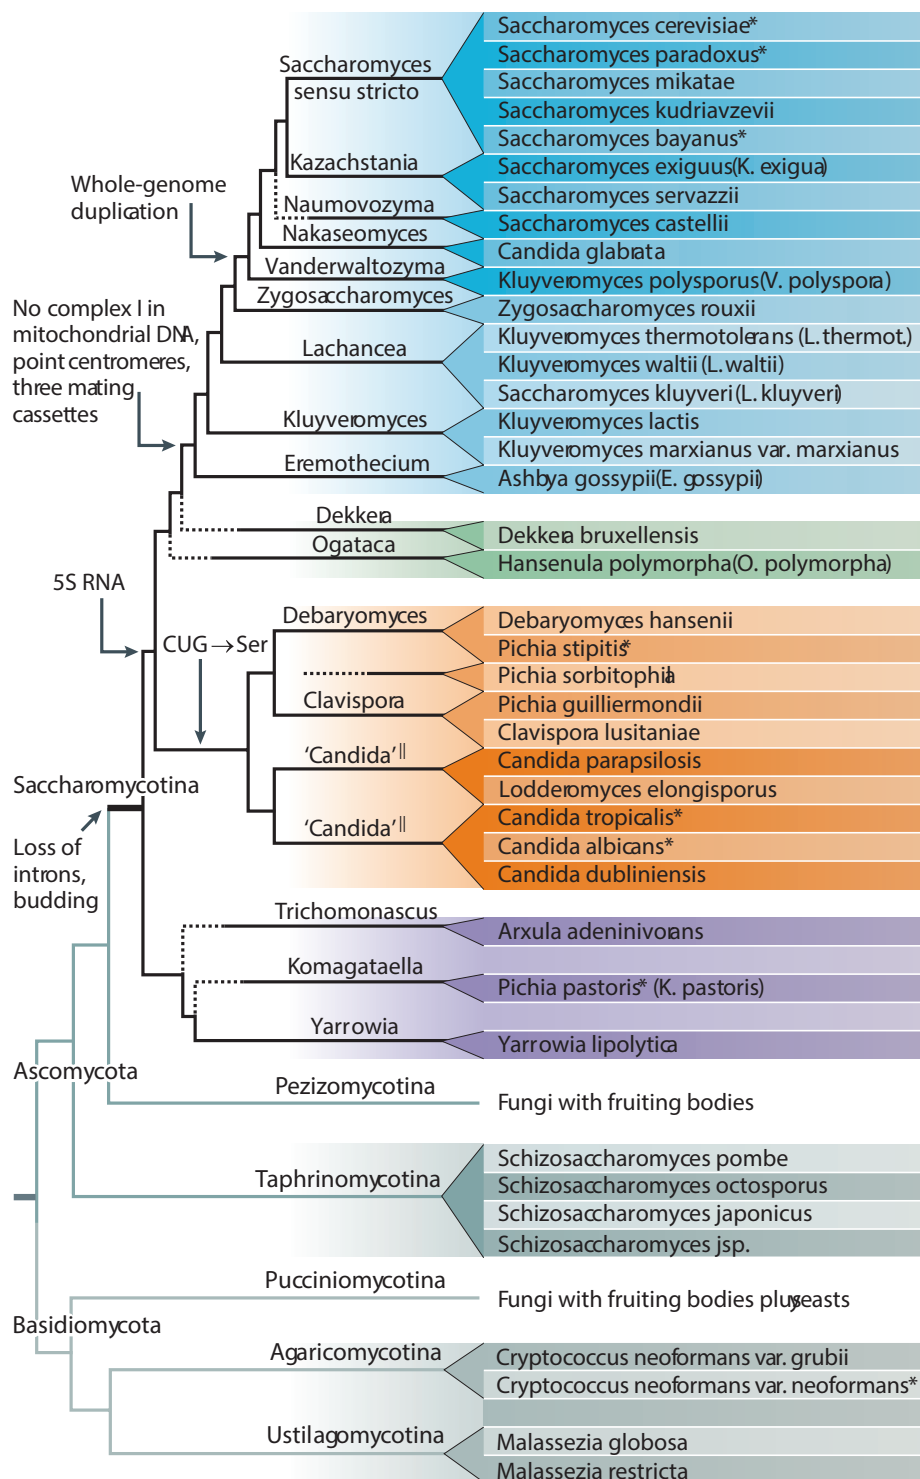 Saccharomyces cerevisiae*
Saccharomyces paradoxus*
Saccharomyces mikatae
Saccharomyces kudriavzevii
Saccharomyces bayanus*
Saccharomyces exiguus(K. exigua)
Saccharomyces servazzii
Saccharomyces castellii
Candida glabrata
Kluyveromyces polysporus(V. polyspora)
Zygosaccharomyces rouxii
Kluyveromyces thermotolerans (L. thermot.)
Kluyveromyces waltii (L. waltii)
Saccharomyces kluyveri (L. kluyveri)
Kluyveromyces lactis
Kluyveromyces marxianus var. marxianus
Ashbya gossypii(E. gossypii)
Saccharomyces
sensu stricto
Kazachstania
Naumovozyma
Nakaseomyces
Vanderwaltozyma
Zygosaccharomyces
Lachancea
Kluyveromyces
Eremothecium
Whole-genome
duplication
No complex I in
mitochondrial DNA,
point centromeres,
three mating
cassettes
Dekkera
Ogataca
Dekkera bruxellensis
Hansenula polymorpha(O. polymorpha)
5S RNA
CUG → Ser
Debaryomyces
Clavispora
'Candida' ||
'Candida' ||
Debaryomyces hansenii
Pichia stipitis*
Pichia sorbitophila
Pichia guilliermondii
Clavispora lusitaniae
Candida parapsilosis
Lodderomyces elongisporus
Candida tropicalis*
Candida albicans*
Candida dubliniensis
Saccharomycotina
Loss of
introns,
budding
Trichomonascus
Komagataella
Yarrowia
Arxula adeninivorans
Pichia pastoris* (K. pastoris)
Yarrowia lipolytica
Ascomycota
Pezizomycotina
Fungi with fruiting bodies
Taphrinomycotina
Schizosaccharomyces pombe
Schizosaccharomyces octosporus
Schizosaccharomyces japonicus
Schizosaccharomyces jsp.
Basidiomycota
Pucciniomycotina
Fungi with fruiting bodies plus yeasts
Agaricomycotina
Cryptococcus neoformans var. grubii
Cryptococcus neoformans var. neoformans*
Ustilagomycotina
Malassezia globosa
Malassezia restricta